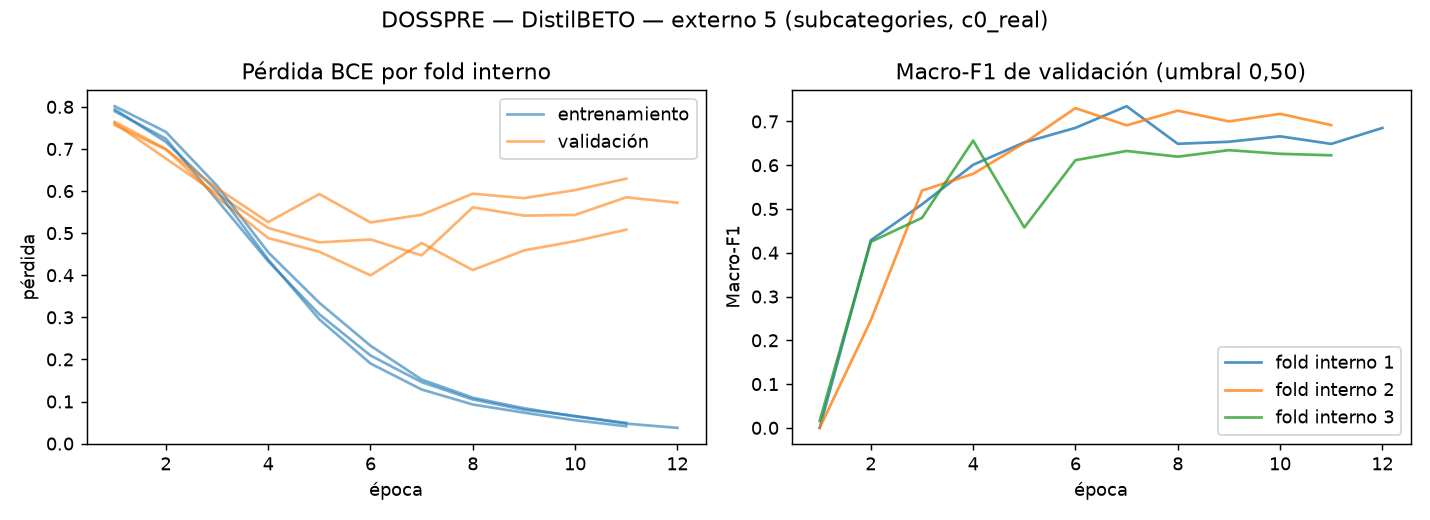 DOSSPRE — DistilBETO — externo 5 (subcategories, c0_real)
Pérdida BCE por fold interno
pérdida
0.8
0.7
0.6
0.5
0.4
0.3
0.2
0.1
0.0
entrenamiento
validación
2 4 6 8 10 12
época
Macro-F1 de validación (umbral 0,50)
Macro-F1
0.7
0.6
0.5
0.4
0.3
0.2
0.1
0.0
fold interno 1
fold interno 2
fold interno 3
2 4 6 8 10 12
época